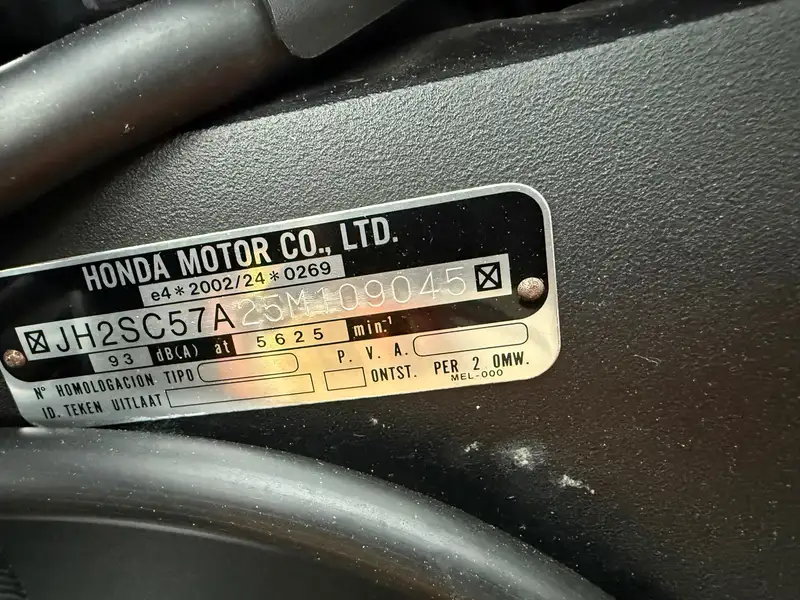 HONDA MOTOR CO., LTD.
e4*2002/24*0269
JH2SC57A25M109045
93 dB(A) at 5625 min⁻¹
Nº HOMOLOGACION TIPO P. V. A.
ID. TEKEN UITLAAT ONTST. PER 2 OMW.
MEL-000